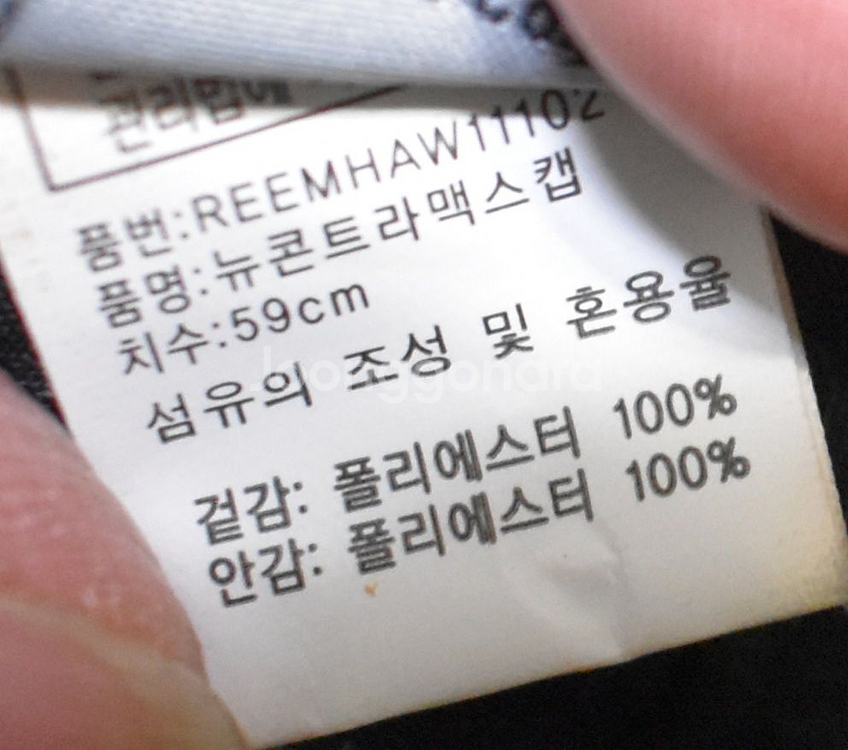 관리법에
품번:REEMHAW11102
품명:뉴콘트라맥스캡
치수:59cm
섬유의 조성 및 혼용율
겉감: 폴리에스터 100%
안감: 폴리에스터 100%